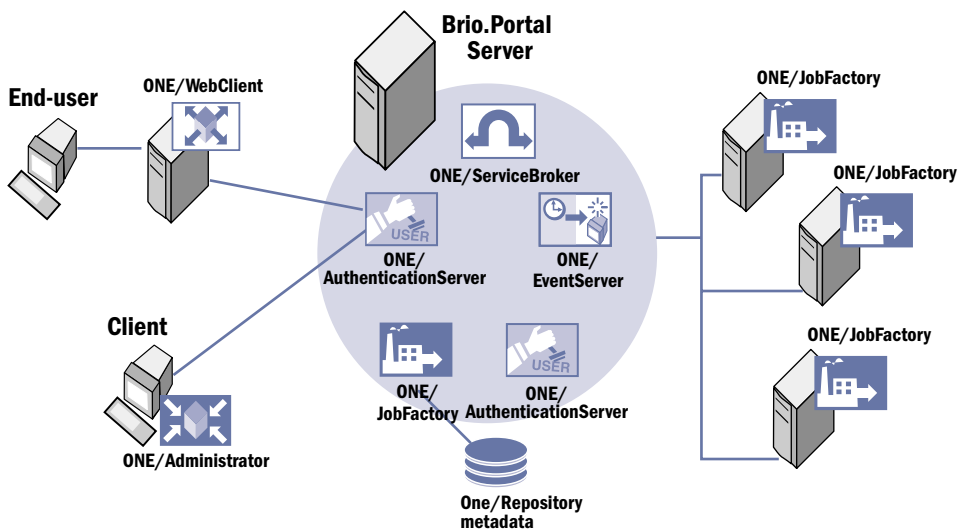 Brio.Portal
Server
End-user
ONE/WebClient
ONE/ServiceBroker
USER
ONE/
AuthenticationServer
ONE/
EventServer
Client
ONE/Administrator
ONE/
JobFactory
USER
ONE/
AuthenticationServer
One/Repository
metadata
ONE/JobFactory
ONE/JobFactory
ONE/JobFactory